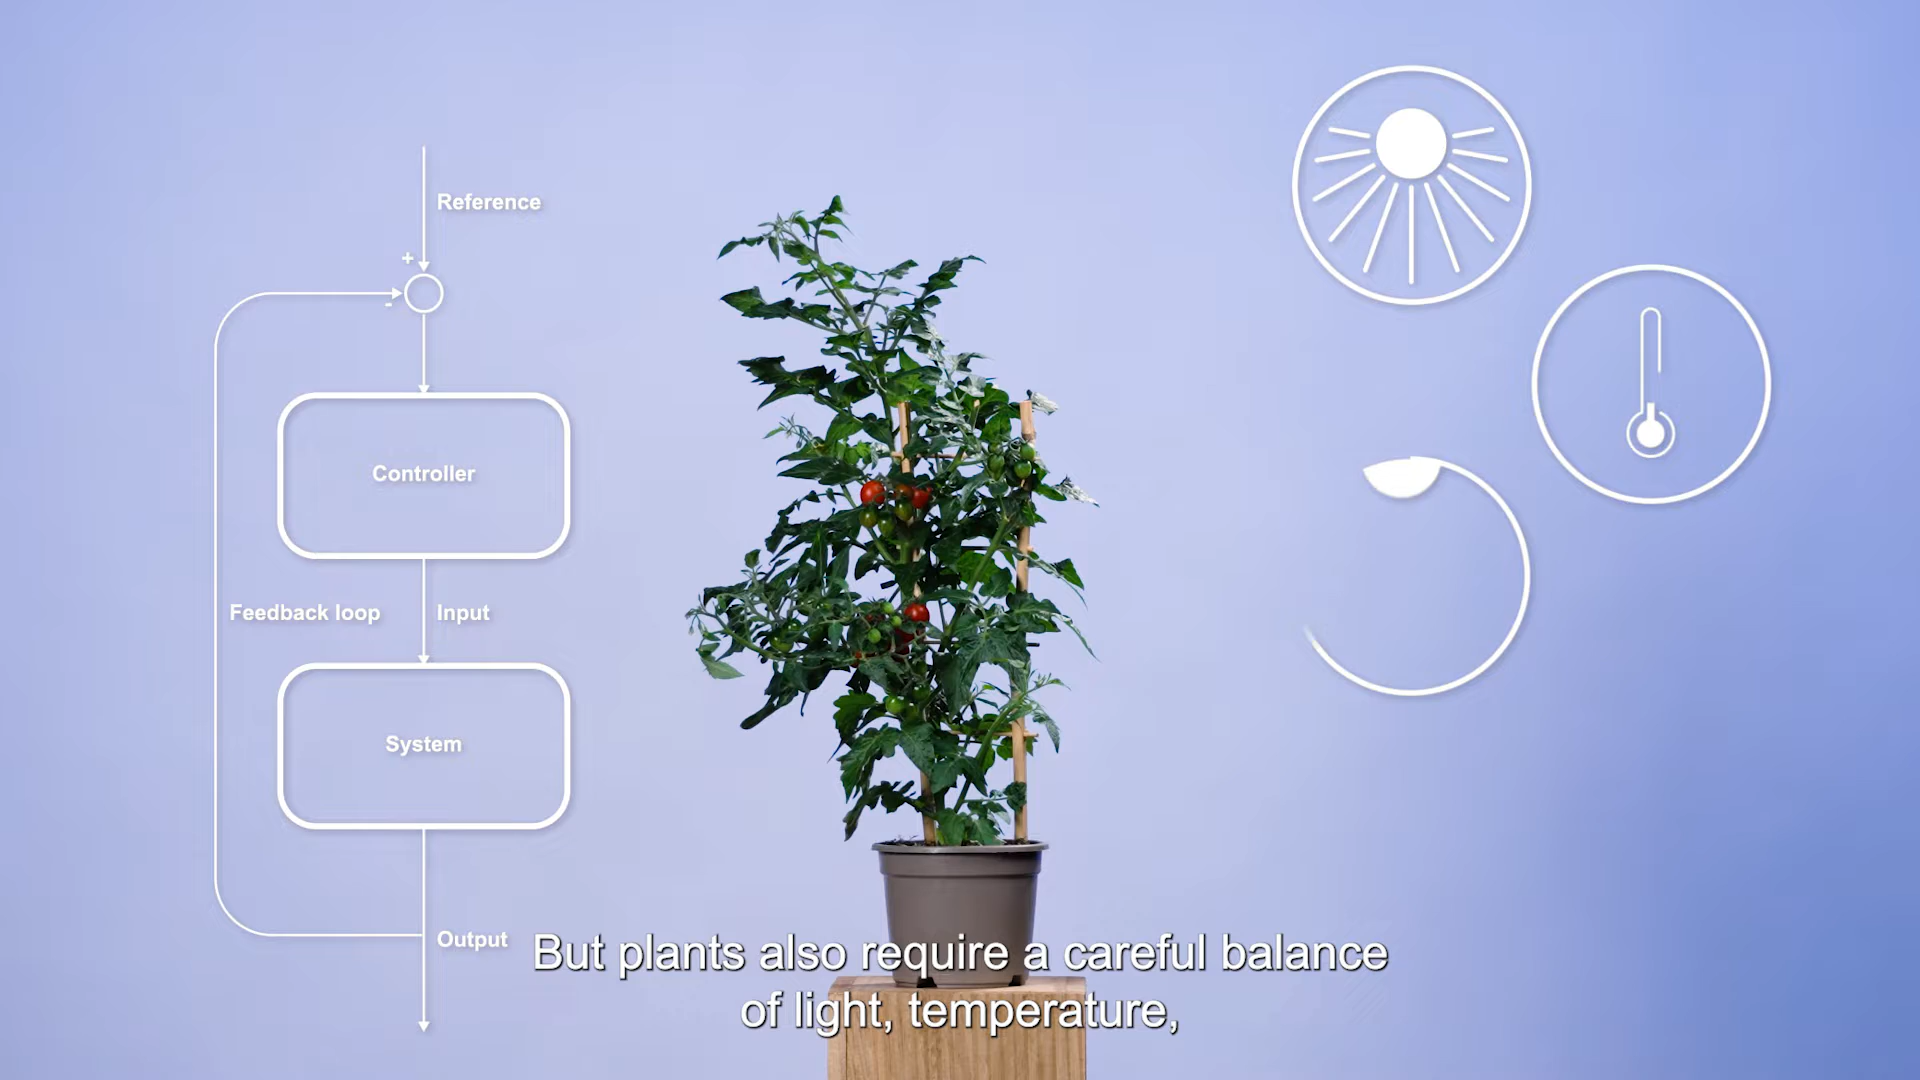 Reference
+
-
Controller
Feedback loop
Input
System
Output
But plants also require a careful balance
of light, temperature,